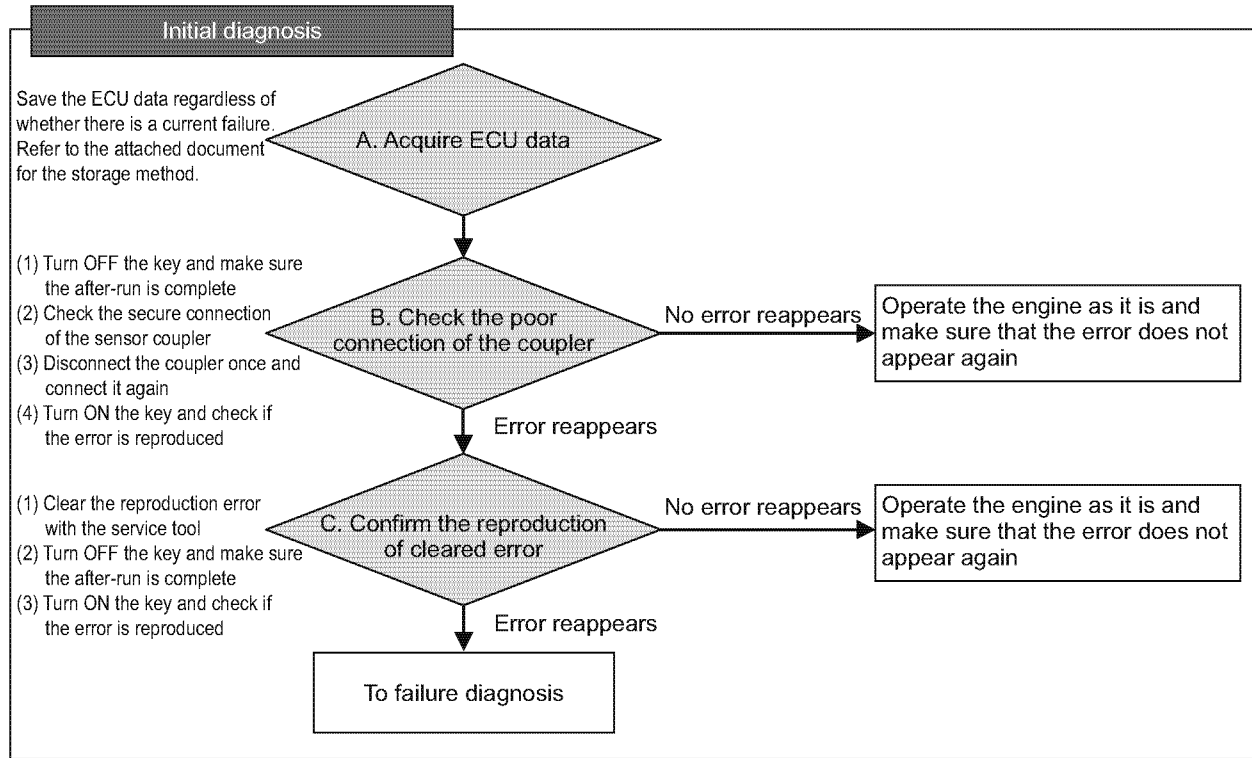 Initial diagnosis
Save the ECU data regardless of
whether there is a current failure.
Refer to the attached document
for the storage method.
A. Acquire ECU data
(1) Turn OFF the key and make sure
the after-run is complete
(2) Check the secure connection
of the sensor coupler
(3) Disconnect the coupler once and
connect it again
(4) Turn ON the key and check if
the error is reproduced
B. Check the poor
connection of the coupler
No error reappears
Operate the engine as it is and
make sure that the error does not
appear again
Error reappears
(1) Clear the reproduction error
with the service tool
(2) Turn OFF the key and make sure
the after-run is complete
(3) Turn ON the key and check if
the error is reproduced
C. Confirm the reproduction
of cleared error
No error reappears
Operate the engine as it is and
make sure that the error does not
appear again
Error reappears
To failure diagnosis